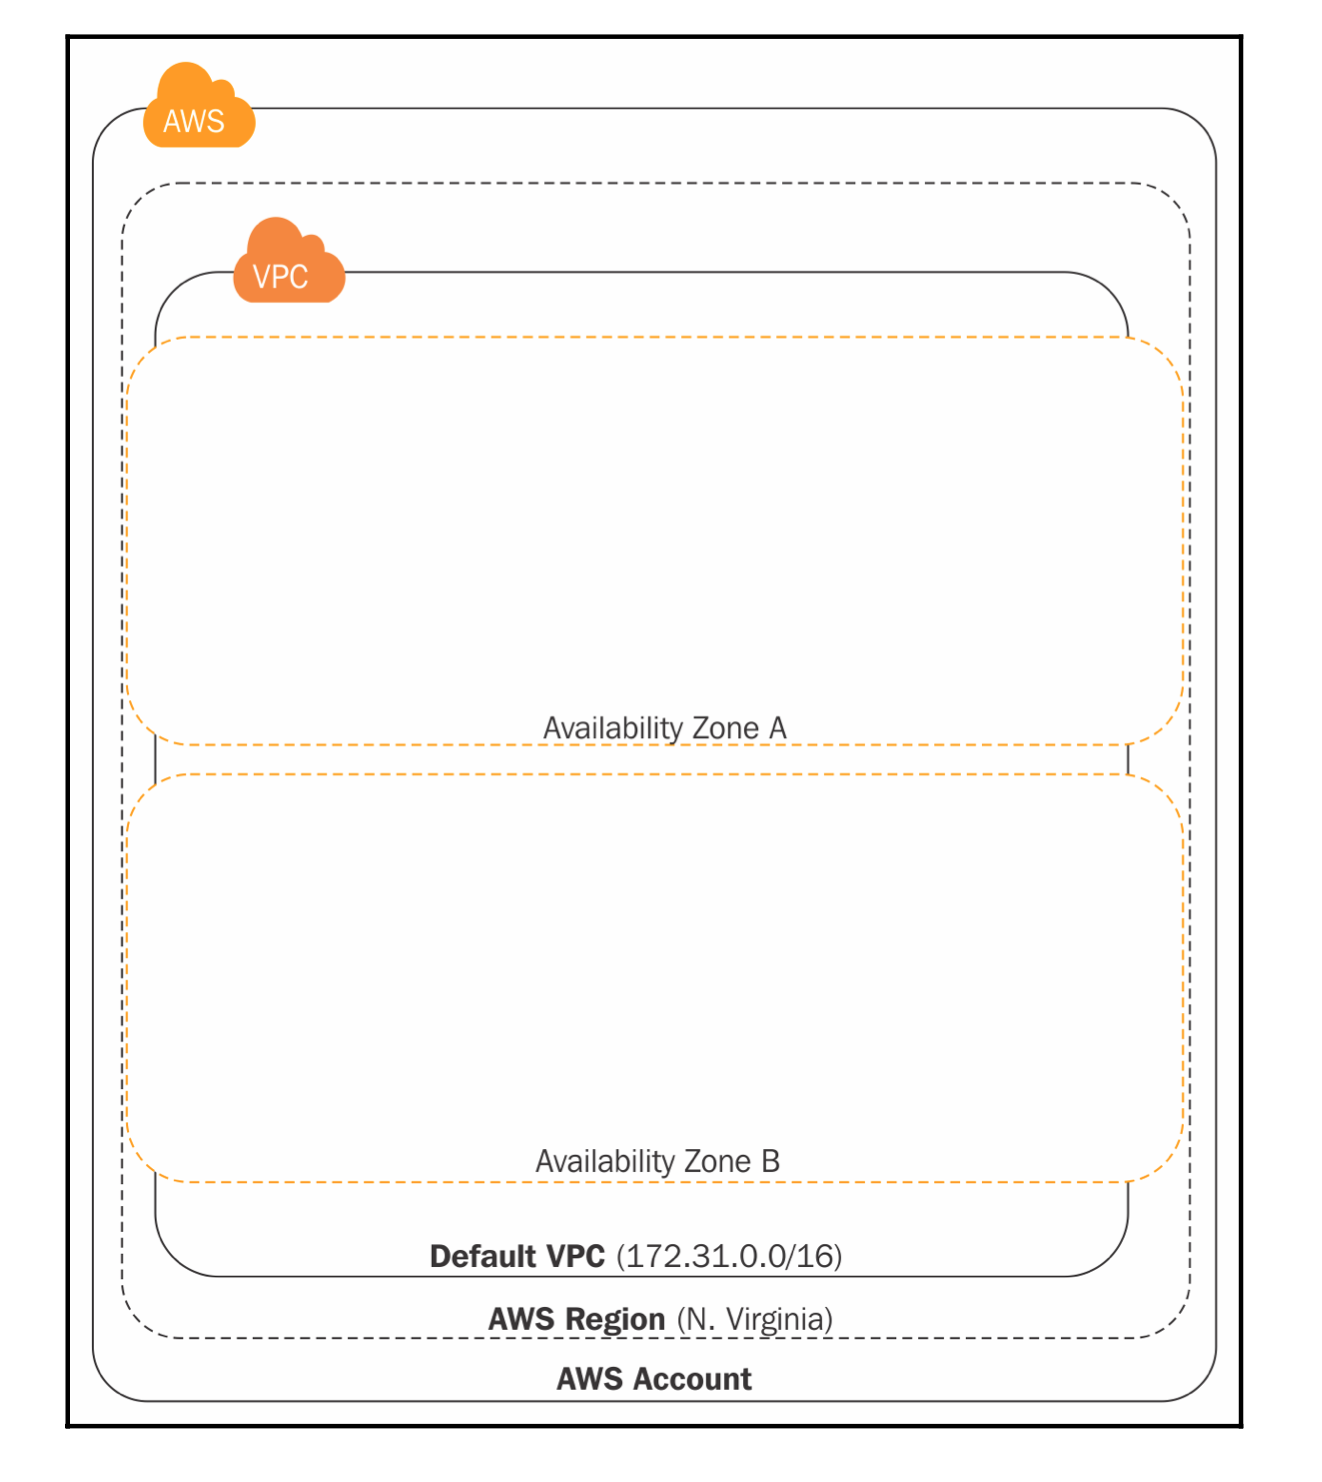 AWS
VPC
Availability Zone A
Availability Zone B
Default VPC (172.31.0.0/16)
AWS Region (N. Virginia)
AWS Account